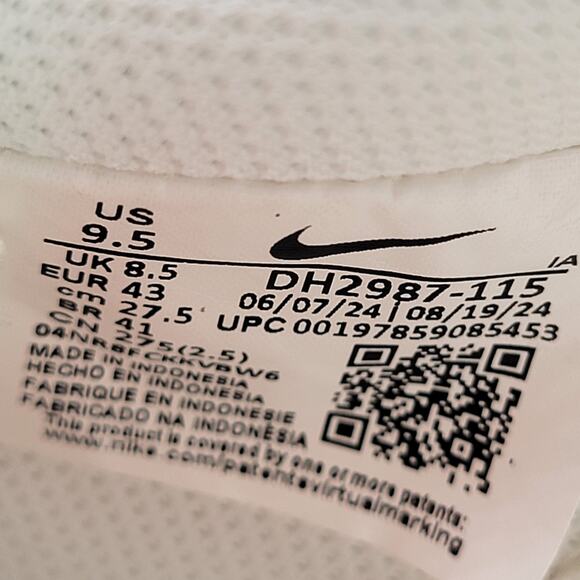 US
9.5
UK 8.5
EUR 43
cm 27.5
BR 41
CN 275(2.5)
IA
DH2987-115
06/07/24 | 08/19/24
UPC 00197859085453
MADE IN INDONESIA
HECHO EN INDONESIA
FABRIQUE EN INDONESIE
FABRICADO NA INDONÉSIA
This product is covered by one or more patents:
www.nike.com/patentsvirtualmarking